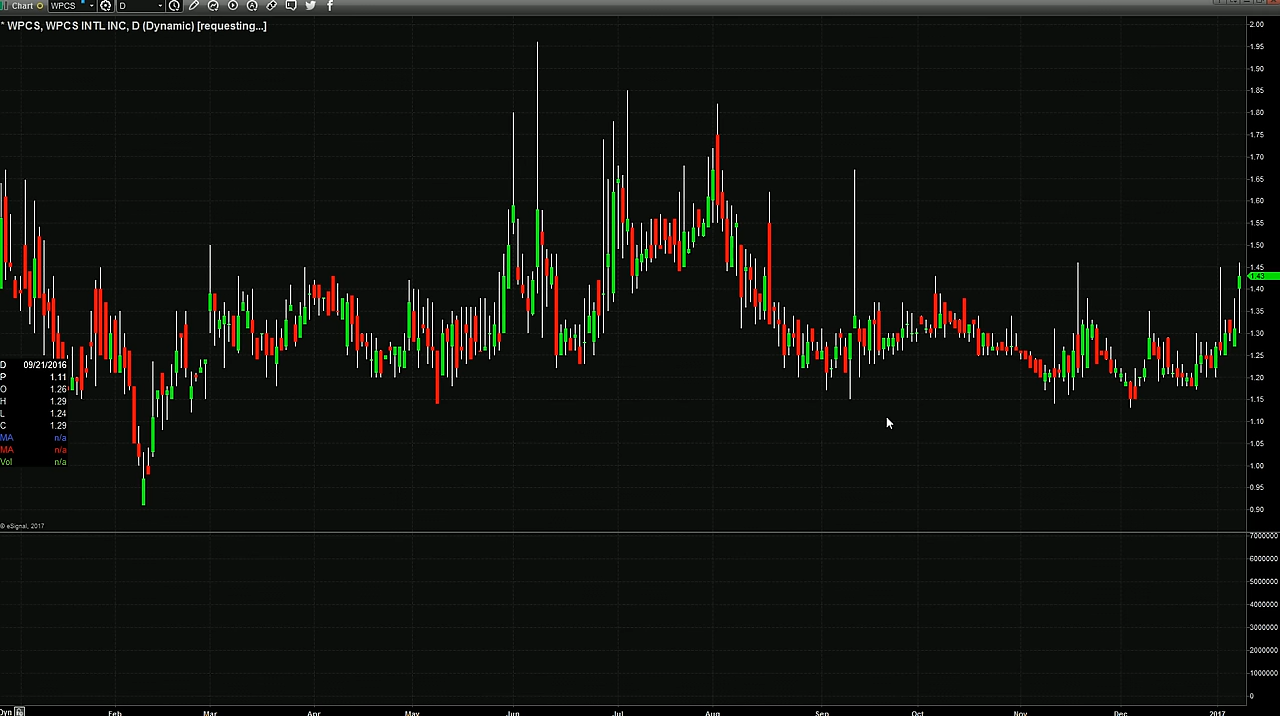 Chart WPCS D
* WPCS, WPCS INTL INC, D (Dynamic) [requesting...]
2.00
1.95
1.90
1.85
1.80
1.75
1.70
1.65
1.60
1.55
1.50
1.45
1.43
1.40
1.35
1.30
1.25
1.20
1.15
1.10
1.05
1.00
0.95
0.90
D 09/21/2016
P 1.11
O 1.26
H 1.29
L 1.24
C 1.29
MA n/a
MA n/a
Vol n/a
© eSignal, 2017
7000000
6000000
5000000
4000000
3000000
2000000
1000000
0
Dyn Feb Mar Apr May Jun Jul Aug Sep Oct Nov Dec 2017